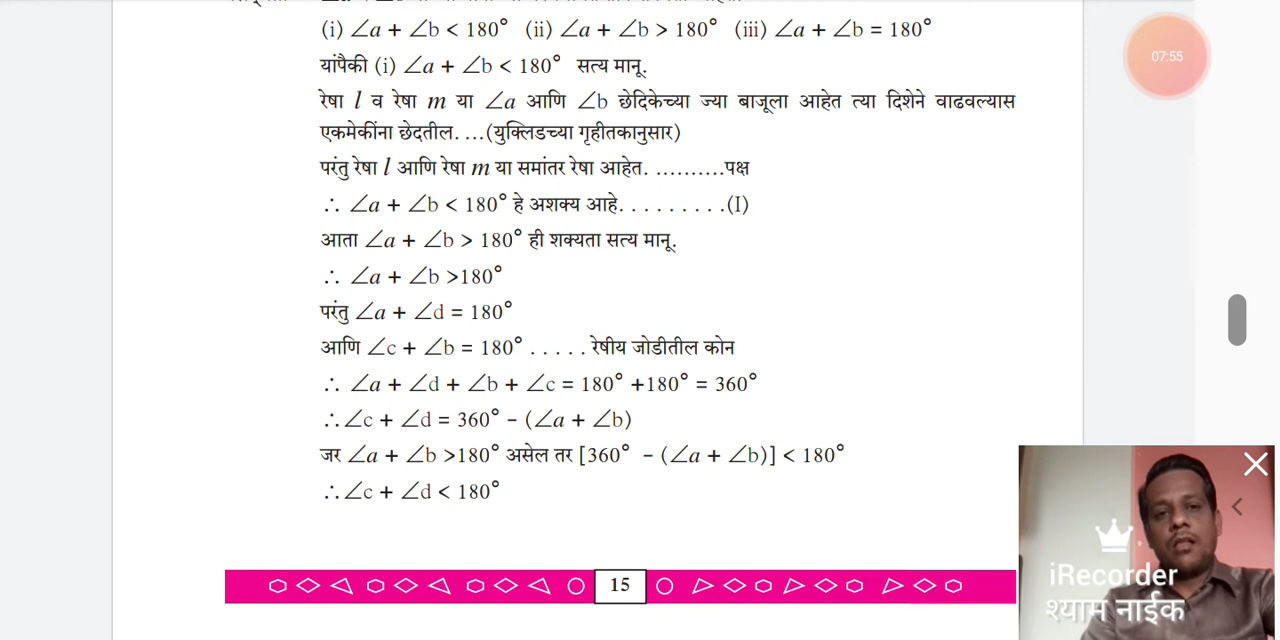 (i) ∠a + ∠b < 180° (ii) ∠a + ∠b > 180° (iii) ∠a + ∠b = 180°
यांपैकी (i) ∠a + ∠b < 180° सत्य मानू.
रेषा l व रेषा m या ∠a आणि ∠b छेदिकेच्या ज्या बाजूला आहेत त्या दिशेने वाढवल्यास
एकमेकींना छेदतील. ...(युक्लिडच्या गृहीतकानुसार)
परंतु रेषा l आणि रेषा m या समांतर रेषा आहेत. ..........पक्ष
∴ ∠a + ∠b < 180° हे अशक्य आहे. . . . . . . . .(I)
आता ∠a + ∠b > 180° ही शक्यता सत्य मानू.
∴ ∠a + ∠b >180°
परंतु ∠a + ∠d = 180°
आणि ∠c + ∠b = 180° . . . . . रेषीय जोडीतील कोन
∴ ∠a + ∠d + ∠b + ∠c = 180° +180° = 360°
∴∠c + ∠d = 360° - (∠a + ∠b)
जर ∠a + ∠b >180° असेल तर [360° - (∠a + ∠b)] < 180°
∴∠c + ∠d < 180°
15
07:55
iRecorder
श्याम नाईक